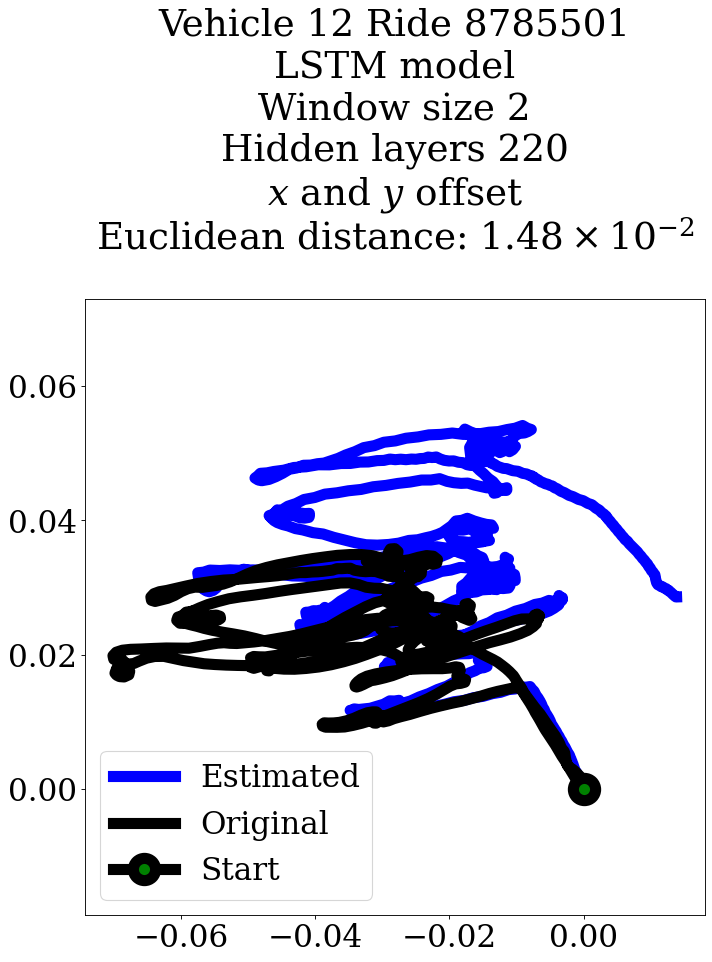 Vehicle 12 Ride 8785501
LSTM model
Window size 2
Hidden layers 220
x and y offset
Euclidean distance: 1.48 × 10⁻²
0.06
0.04
0.02
0.00
Estimated
Original
Start
−0.06 −0.04 −0.02 0.00